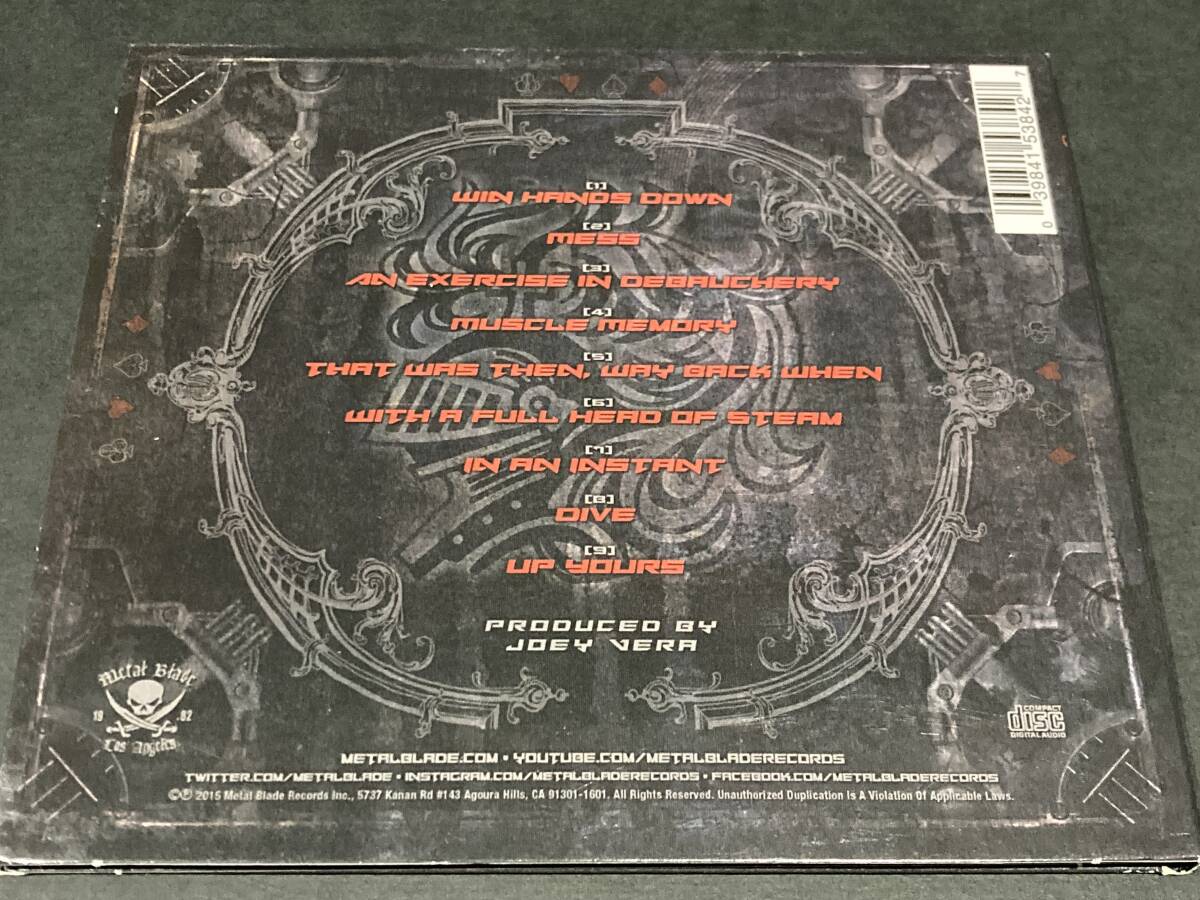 [1]
WIN HANDS DOWN
[2]
MESS
[3]
AN EXERCISE IN DEBAUCHERY
[4]
MUSCLE MEMORY
[5]
THAT WAS THEN, WAY BACK WHEN
[6]
WITH A FULL HEAD OF STEAM
[7]
IN AN INSTANT
[8]
DIVE
[9]
UP YOURS
PRODUCED BY
JOEY VERA
0 39841 53842 7
Metal Blade
19 82
Los Angeles
COMPACT
disc
DIGITAL AUDIO
METALBLADE.COM • YOUTUBE.COM/METALBLADERECORDS
TWITTER.COM/METALBLADE • INSTAGRAM.COM/METALBLADERECORDS • FACEBOOK.COM/METALBLADERECORDS
©℗ 2015 Metal Blade Records Inc., 5737 Kanan Rd #143 Agoura Hills, CA 91301-1601. All Rights Reserved. Unauthorized Duplication Is A Violation Of Applicable Laws.